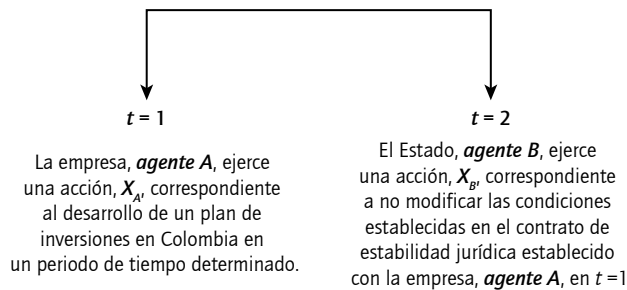 t = 1
La empresa, agente A, ejerce
una acción, X_A, correspondiente
al desarrollo de un plan de
inversiones en Colombia en
un periodo de tiempo determinado.
t = 2
El Estado, agente B, ejerce
una acción, X_B, correspondiente
a no modificar las condiciones
establecidas en el contrato de
estabilidad jurídica establecido
con la empresa, agente A, en t =1